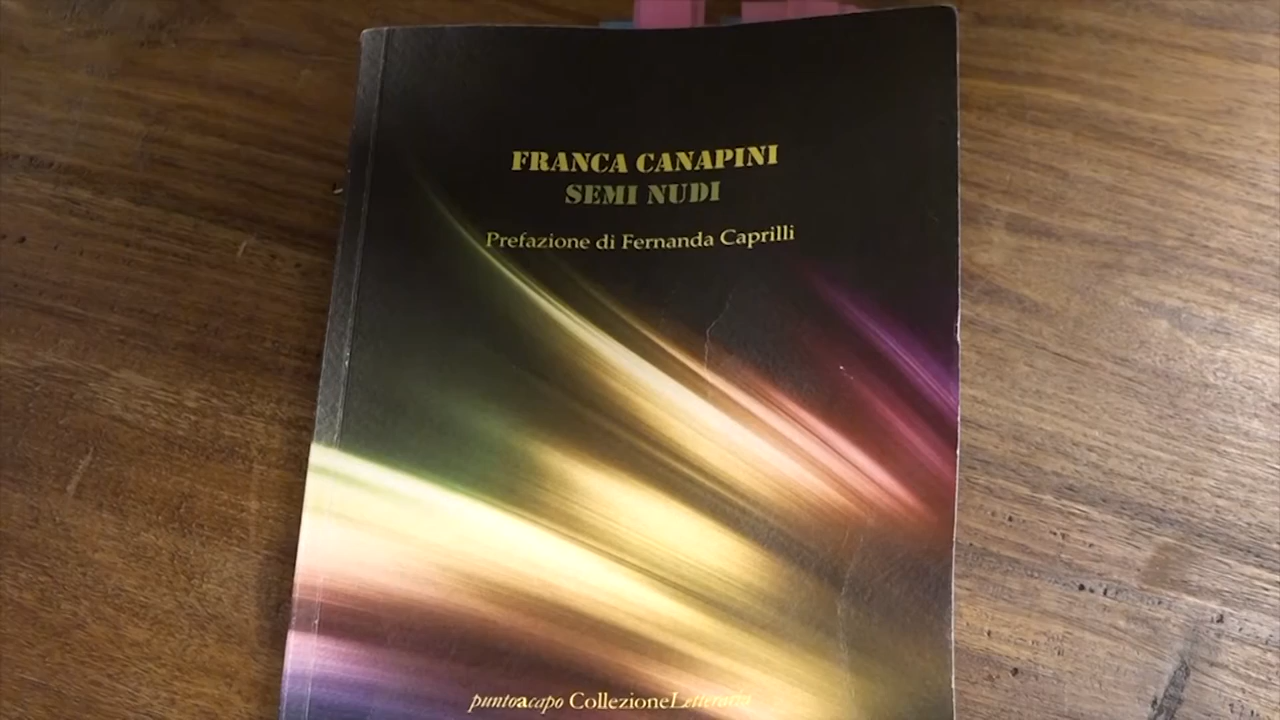 FRANCA CANAPINI
SEMI NUDI
Prefazione di Fernanda Caprilli
puntoacapo CollezioneLetteraria